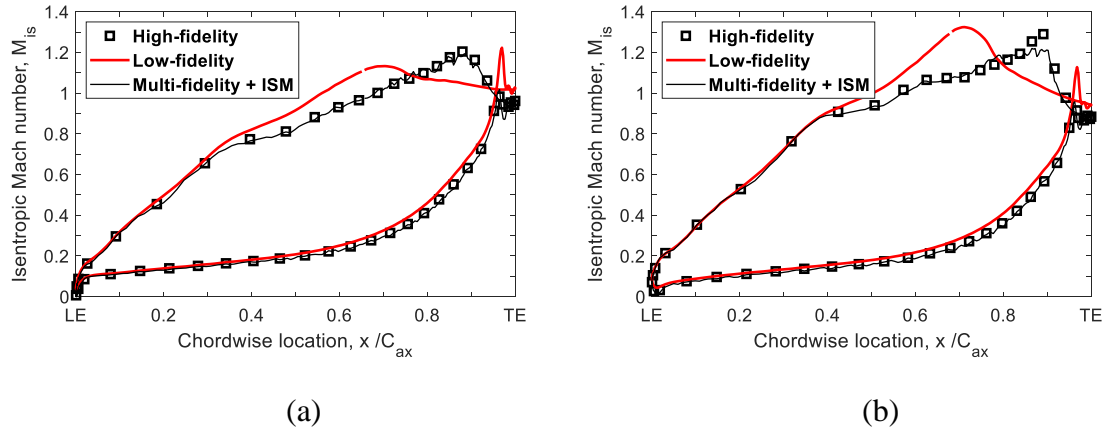 1.4
1.2
1
0.8
0.6
0.4
0.2
0
Isentropic Mach number, M_is
High-fidelity
Low-fidelity
Multi-fidelity + ISM
LE 0.2 0.4 0.6 0.8 TE
Chordwise location, x /C_ax
(a)
1.4
1.2
1
0.8
0.6
0.4
0.2
0
Isentropic Mach number, M_is
High-fidelity
Low-fidelity
Multi-fidelity + ISM
LE 0.2 0.4 0.6 0.8 TE
Chordwise location, x /C_ax
(b)